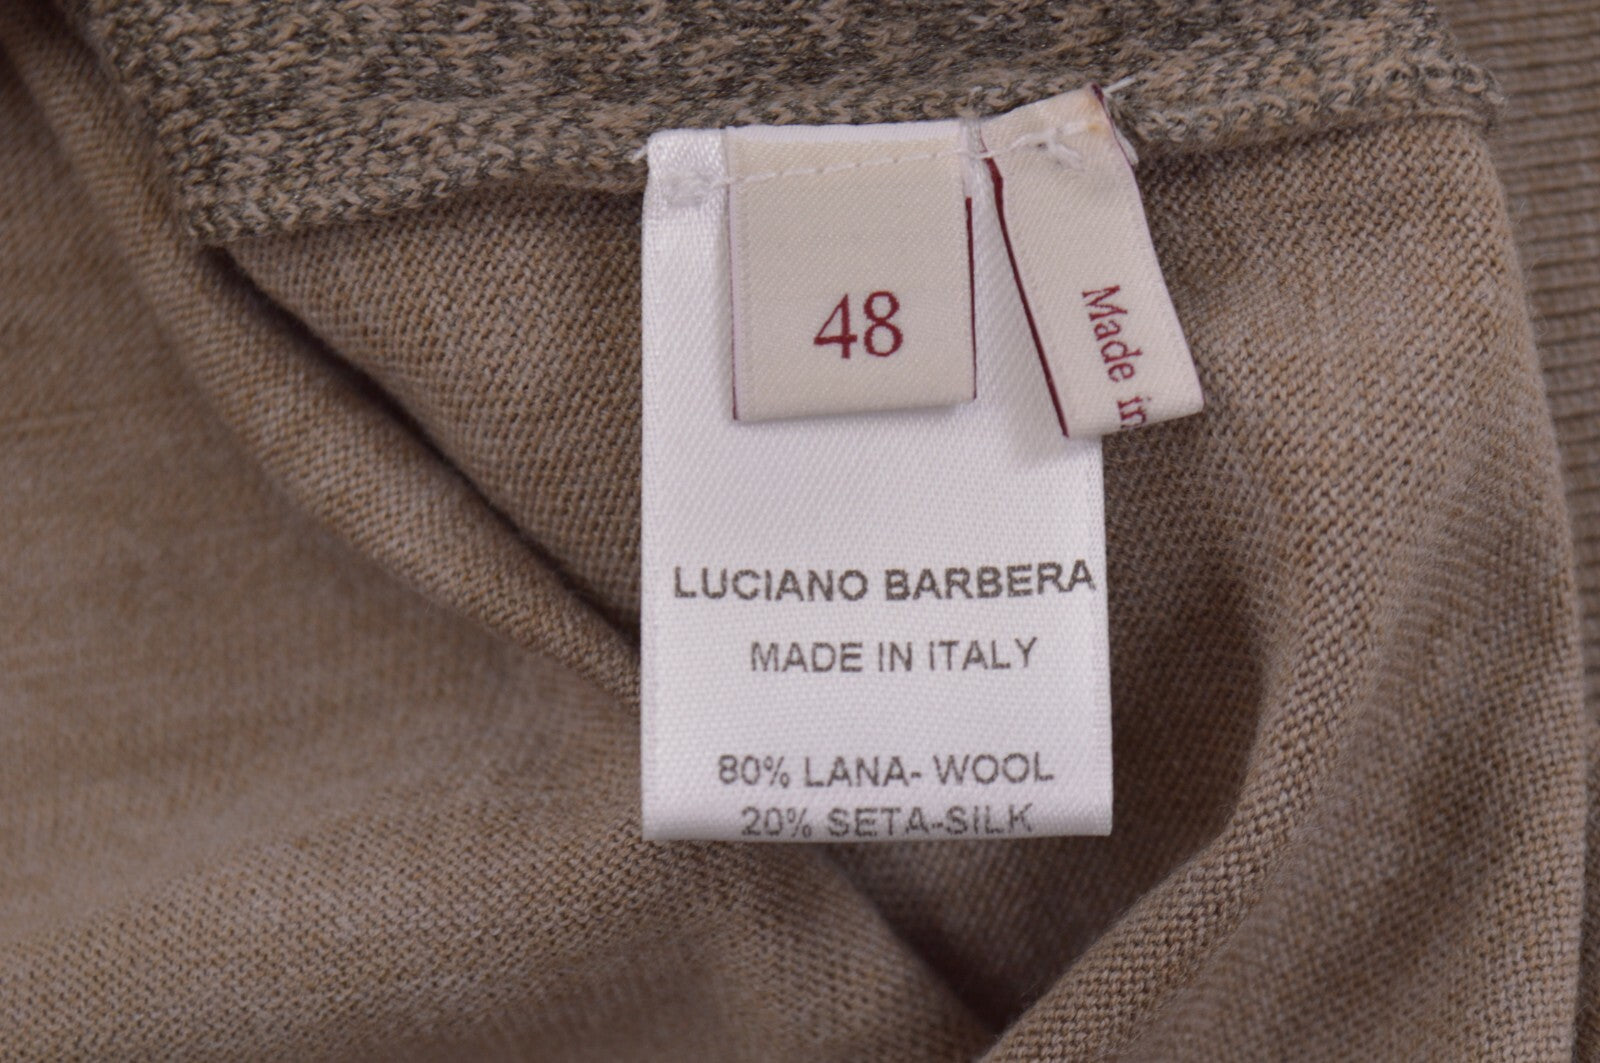 48
Made in
LUCIANO BARBERA
MADE IN ITALY
80% LANA- WOOL
20% SETA-SILK